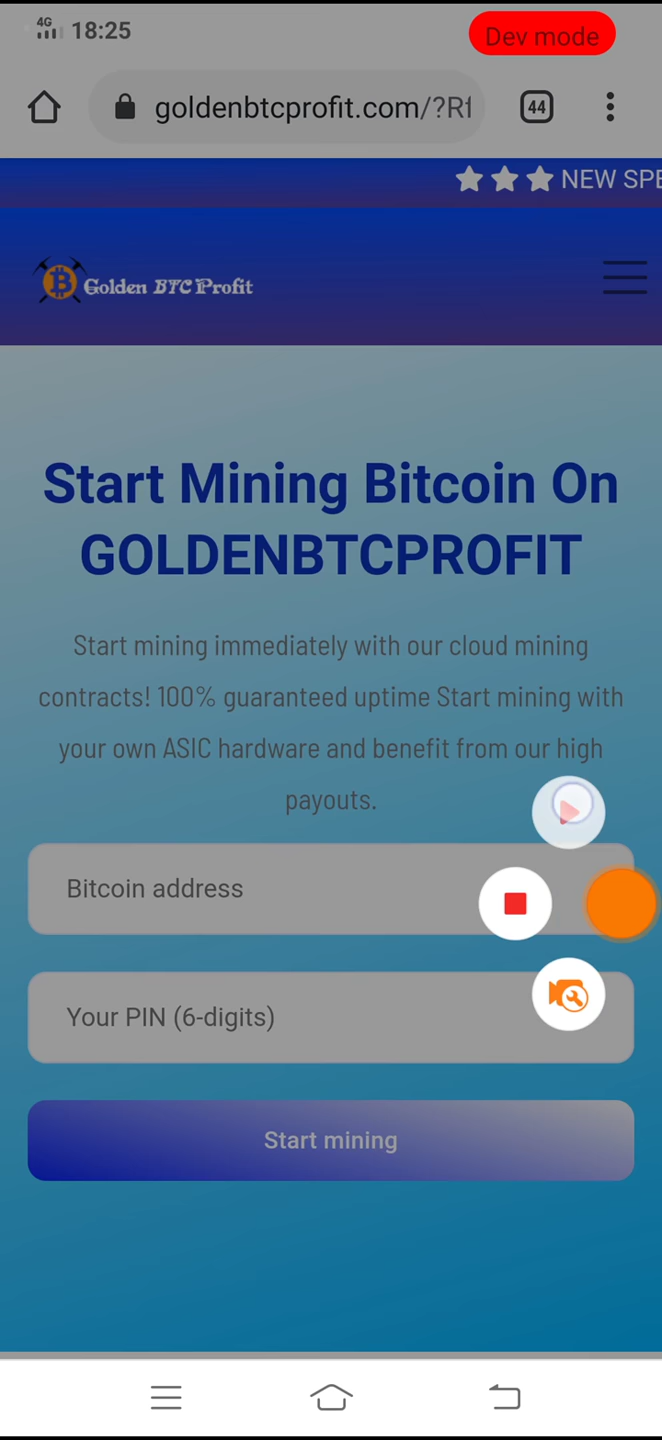 4G 18:25
Dev mode
goldenbtcprofit.com/?Rf
44
NEW SPE
Golden BTC Profit
Start Mining Bitcoin On
GOLDENBTCPROFIT
Start mining immediately with our cloud mining
contracts! 100% guaranteed uptime Start mining with
your own ASIC hardware and benefit from our high
payouts.
Bitcoin address
Your PIN (6-digits)
Start mining